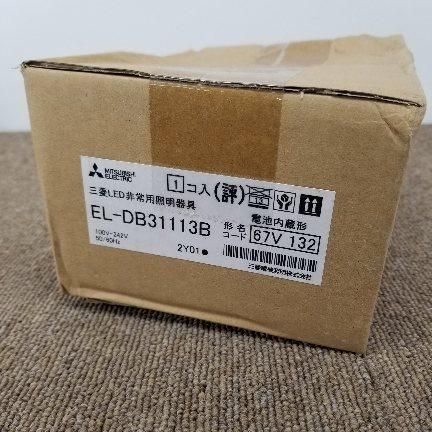 MITSUBISHI
ELECTRIC
1コ入 (評)
三菱LED非常用照明器具
電池内蔵形
EL-DB31113B
形名
コード
67V 132
100V-242V
50/60Hz
2Y01●